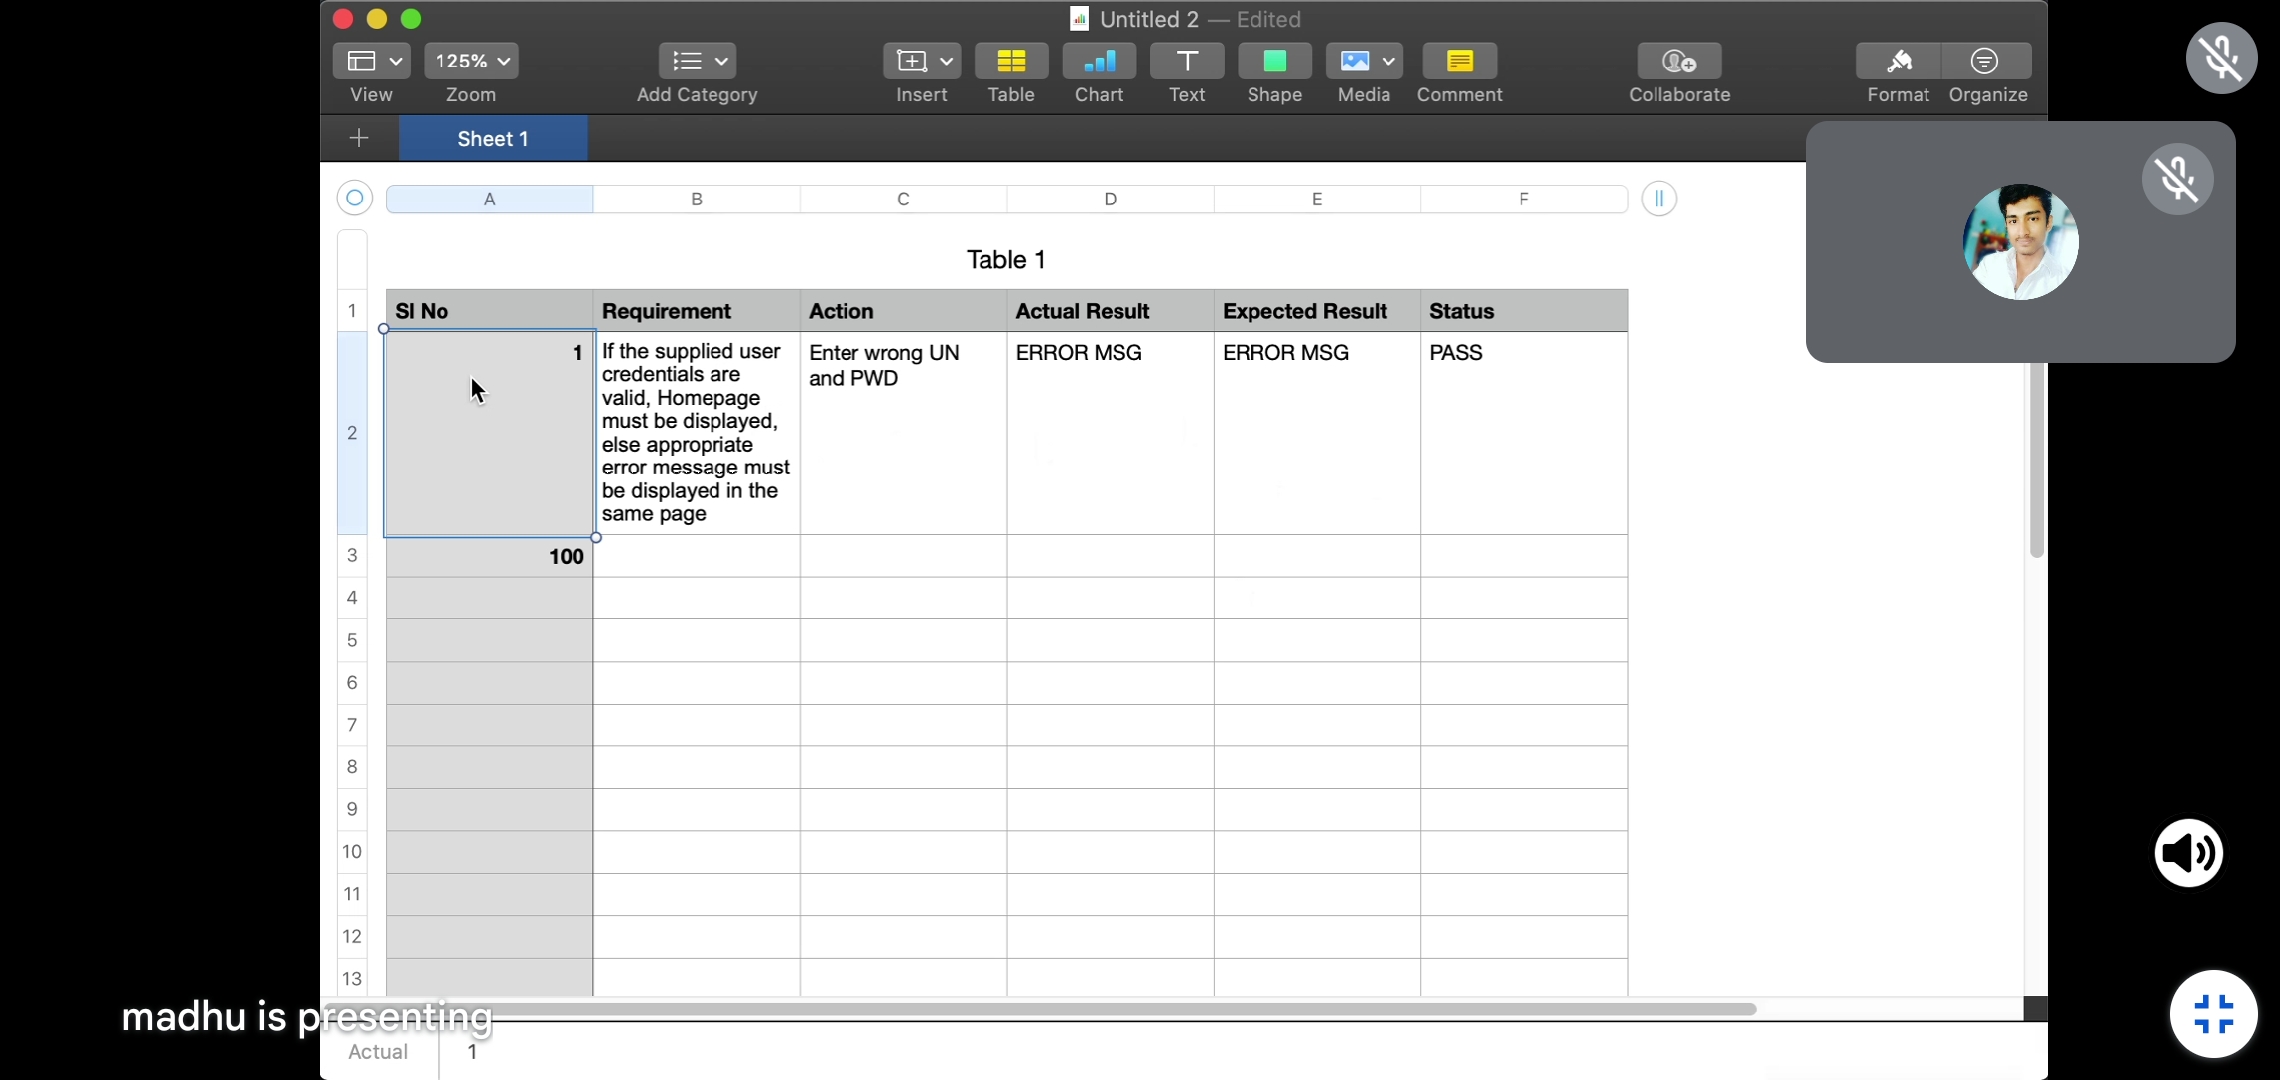 Untitled 2 — Edited
125%
View
Zoom
Add Category
Insert
Table
Chart
Text
Shape
Media
Comment
Collaborate
Format
Organize
Sheet 1
A B C D E F
Table 1
1 SI No Requirement Action Actual Result Expected Result Status
2
1
If the supplied user
credentials are
valid, Homepage
must be displayed,
else appropriate
error message must
be displayed in the
same page
Enter wrong UN
and PWD
ERROR MSG
ERROR MSG
PASS
3 100
4
5
6
7
8
9
10
11
12
13
madhu is presenting
Actual 1